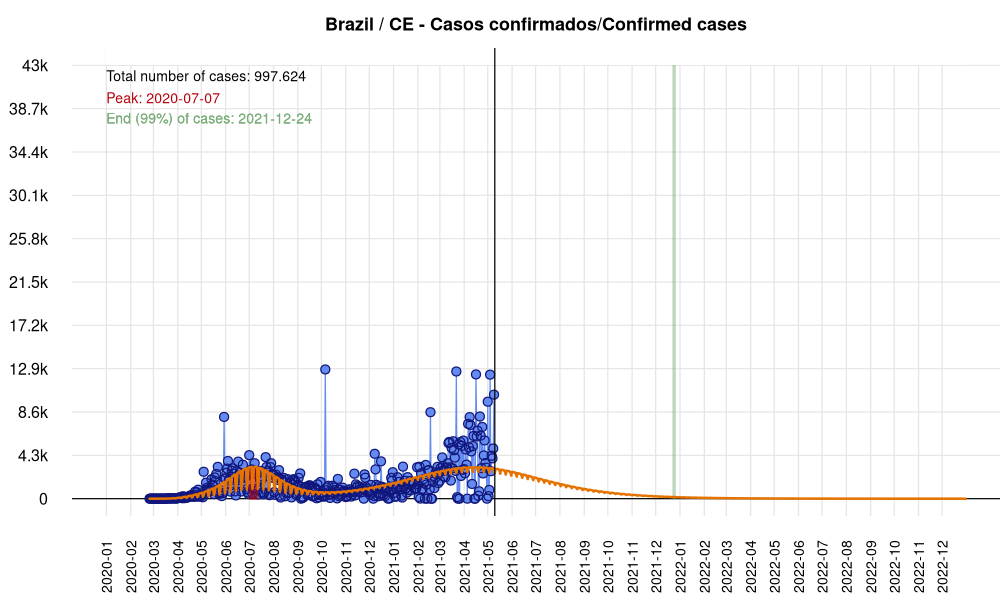 Brazil / CE - Casos confirmados/Confirmed cases
43k
38.7k
34.4k
30.1k
25.8k
21.5k
17.2k
12.9k
8.6k
4.3k
0
Total number of cases: 997.624
Peak: 2020-07-07
End (99%) of cases: 2021-12-24
2020-01
2020-02
2020-03
2020-04
2020-05
2020-06
2020-07
2020-08
2020-09
2020-10
2020-11
2020-12
2021-01
2021-02
2021-03
2021-04
2021-05
2021-06
2021-07
2021-08
2021-09
2021-10
2021-11
2021-12
2022-01
2022-02
2022-03
2022-04
2022-05
2022-06
2022-07
2022-08
2022-09
2022-10
2022-11
2022-12